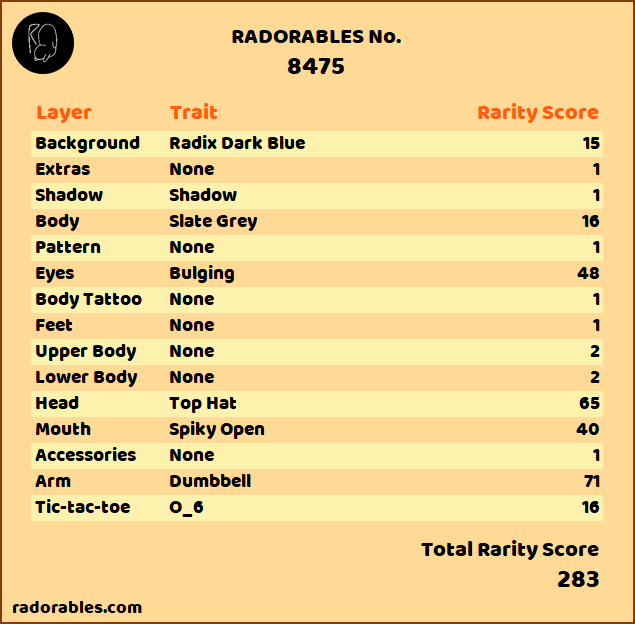 RADORABLES No.
8475
Layer Trait Rarity Score
Background Radix Dark Blue 15
Extras None 1
Shadow Shadow 1
Body Slate Grey 16
Pattern None 1
Eyes Bulging 48
Body Tattoo None 1
Feet None 1
Upper Body None 2
Lower Body None 2
Head Top Hat 65
Mouth Spiky Open 40
Accessories None 1
Arm Dumbbell 71
Tic-tac-toe O_6 16
Total Rarity Score
283
radorables.com